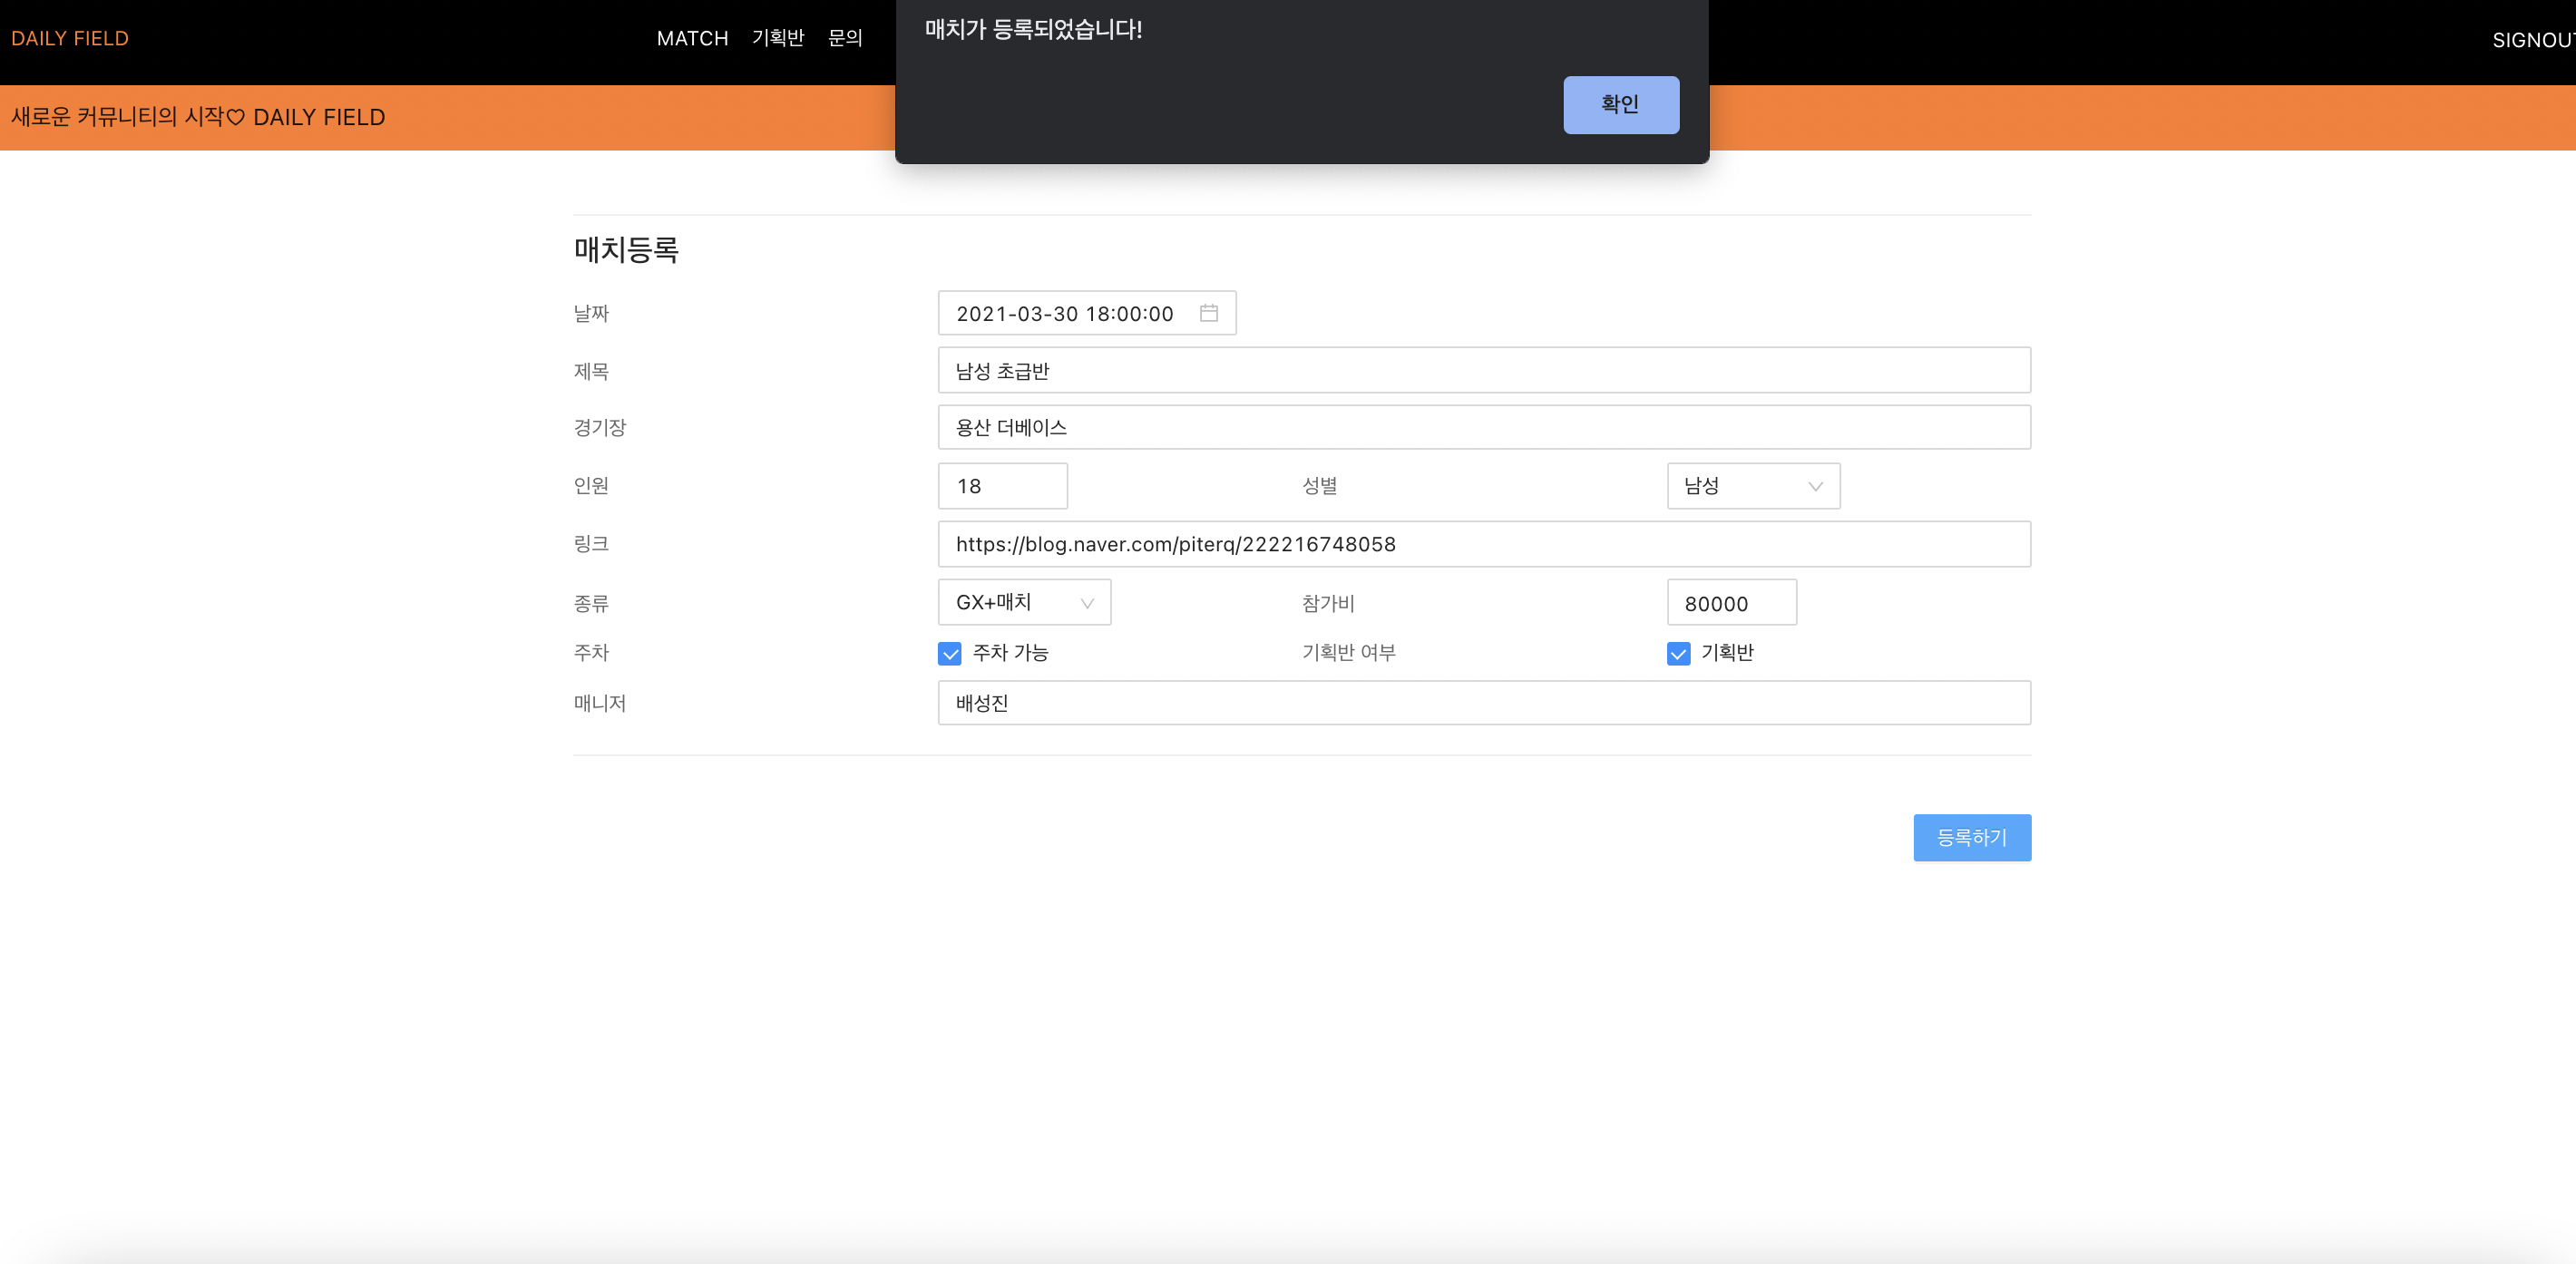 DAILY FIELD
MATCH 기획반 문의
매치가 등록되었습니다!
확인
SIGNOUT
새로운 커뮤니티의 시작♡ DAILY FIELD
매치등록
날짜 2021-03-30 18:00:00
제목 남성 초급반
경기장 용산 더베이스
인원 18 성별 남성
링크 https://blog.naver.com/piterq/222216748058
종류 GX+매치 참가비 80000
주차 주차 가능 기획반 여부 기획반
매니저 배성진
등록하기